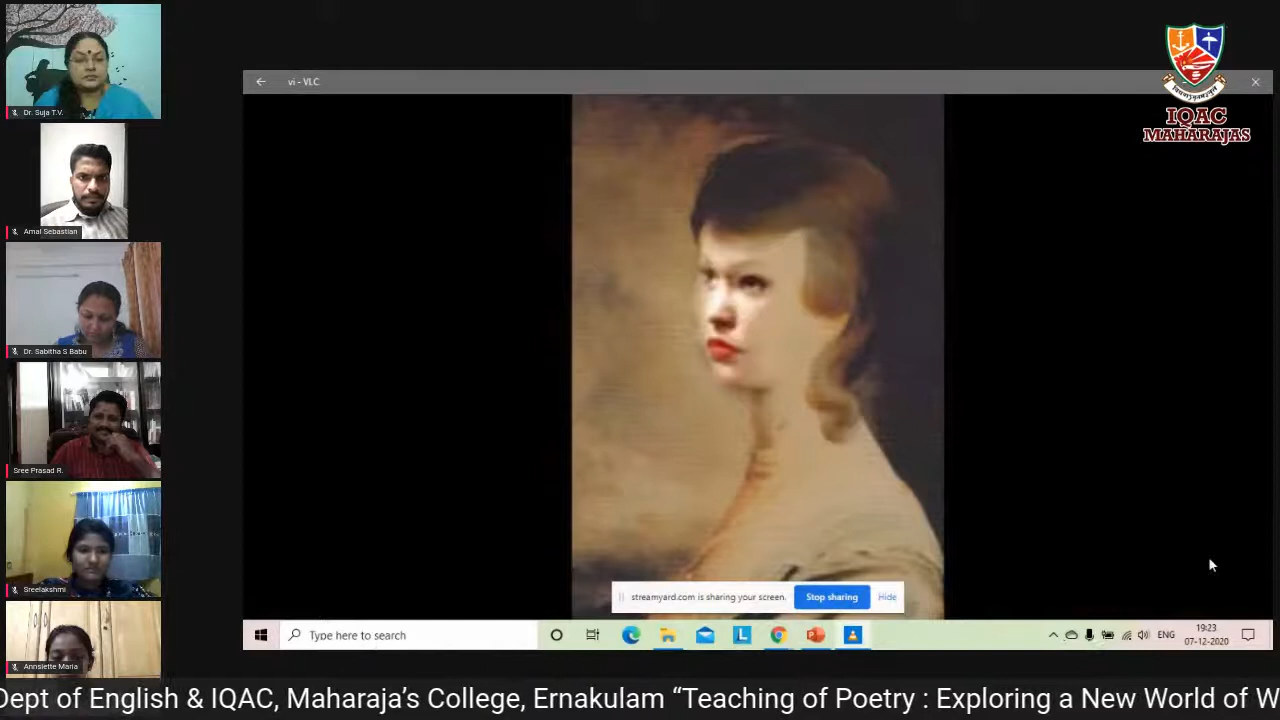 Dr. Suja T.V.
Amal Sebastian
Dr. Sabitha S Babu
Sree Prasad R.
Sreelakshmi
Annsiette Maria
vi - VLC
IQAC
MAHARAJAS
streamyard.com is sharing your screen.
Stop sharing
Hide
Type here to search
ENG
19:23
07-12-2020
Dept of English & IQAC, Maharaja's College, Ernakulam “Teaching of Poetry : Exploring a New World of W